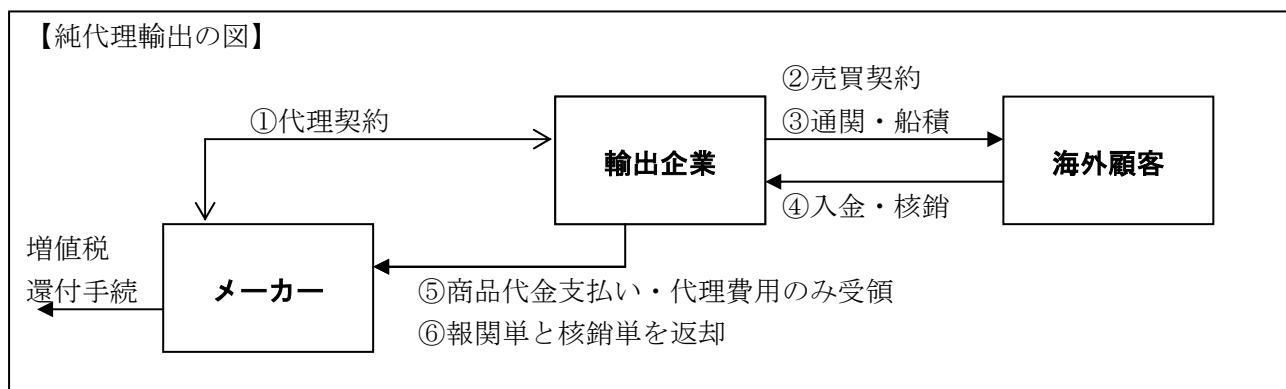 【純代理輸出の図】
②売買契約
①代理契約
③通関・船積
輸出企業
海外顧客
④入金・核銷
増値税
還付手続
メーカー
⑤商品代金支払い・代理費用のみ受領
⑥報関単と核銷単を返却